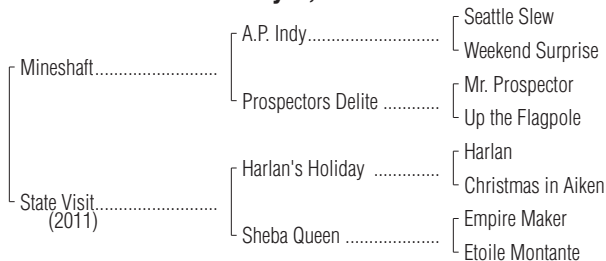 Seattle Slew
A.P. Indy
Weekend Surprise
Mineshaft
Mr. Prospector
Prospectors Delite
Up the Flagpole
Harlan
Harlan's Holiday
Christmas in Aiken
State Visit
(2011)
Empire Maker
Sheba Queen
Etoile Montante